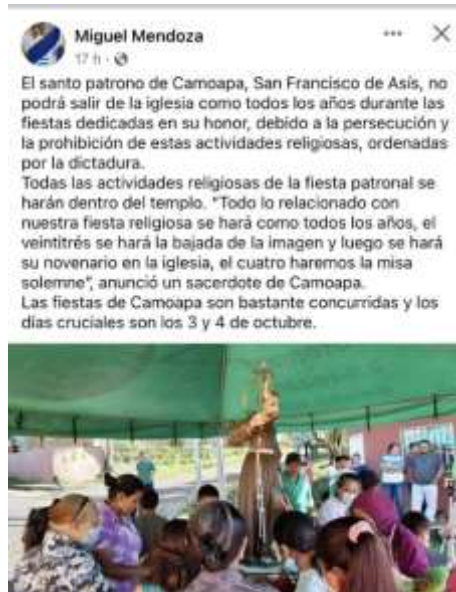 Miguel Mendoza
17 h ·
El santo patrono de Camoapa, San Francisco de Asís, no
podrá salir de la iglesia como todos los años durante las
fiestas dedicadas en su honor, debido a la persecución y
la prohibición de estas actividades religiosas, ordenadas
por la dictadura.
Todas las actividades religiosas de la fiesta patronal se
harán dentro del templo. "Todo lo relacionado con
nuestra fiesta religiosa se hará como todos los años, el
veintitrés se hará la bajada de la imagen y luego se hará
su novenario en la iglesia, el cuatro haremos la misa
solemne", anunció un sacerdote de Camoapa.
Las fiestas de Camoapa son bastante concurridas y los
días cruciales son los 3 y 4 de octubre.